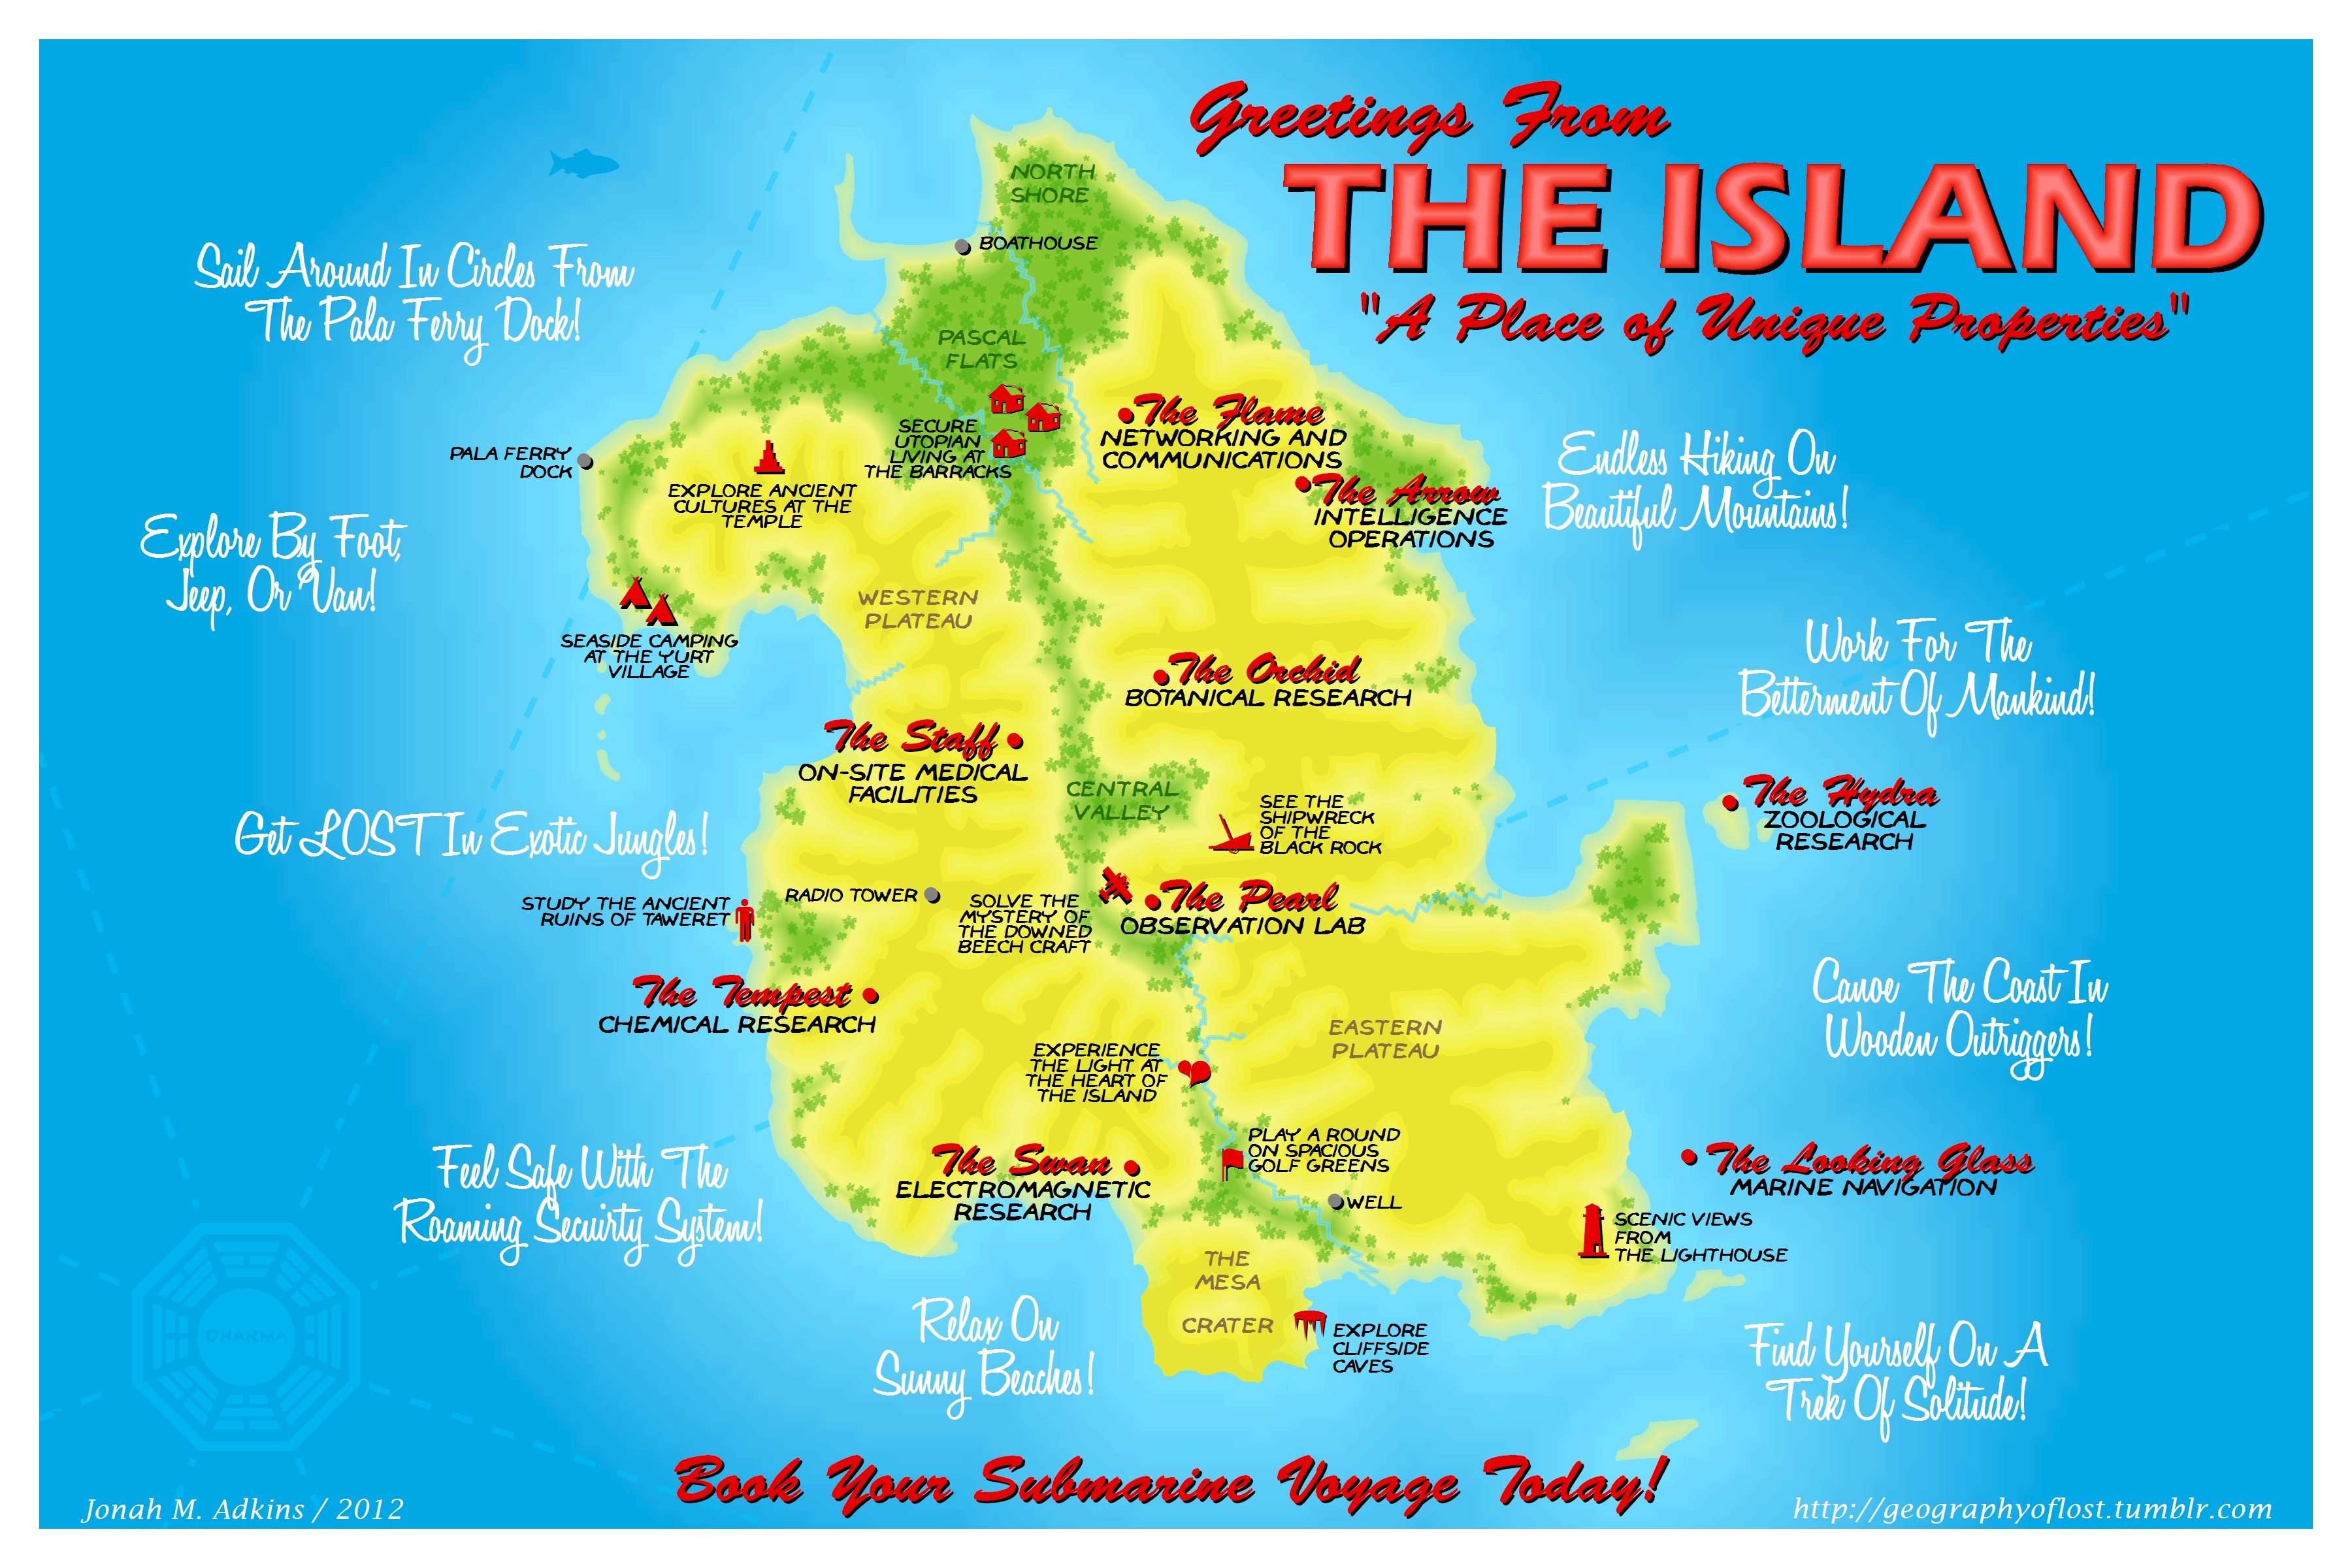 Greetings From
THE ISLAND
"A Place of Unique Properties"
NORTH
SHORE
BOATHOUSE
Sail Around In Circles From
The Pala Ferry Dock!
PASCAL
FLATS
SECURE
UTOPIAN
LIVING AT
THE BARRACKS
The Flame
NETWORKING AND
COMMUNICATIONS
The Arrow
INTELLIGENCE
OPERATIONS
Endless Hiking On
Beautiful Mountains!
PALA FERRY
DOCK
EXPLORE ANCIENT
CULTURES AT THE
TEMPLE
Explore By Foot,
Jeep, Or Van!
SEASIDE CAMPING
AT THE YURT
VILLAGE
WESTERN
PLATEAU
The Orchid
BOTANICAL RESEARCH
Work For The
Betterment Of Mankind!
The Staff
ON-SITE MEDICAL
FACILITIES
CENTRAL
VALLEY
SEE THE
SHIPWRECK
OF THE
BLACK ROCK
The Hydra
ZOOLOGICAL
RESEARCH
Get LOST In Exotic Jungles!
STUDY THE ANCIENT
RUINS OF TAWERET
RADIO TOWER
SOLVE THE
MYSTERY OF
THE DOWNED
BEECH CRAFT
The Pearl
OBSERVATION LAB
The Tempest
CHEMICAL RESEARCH
Canoe The Coast In
Wooden Outriggers!
EASTERN
PLATEAU
EXPERIENCE
THE LIGHT AT
THE HEART OF
THE ISLAND
PLAY A ROUND
ON SPACIOUS
GOLF GREENS
The Swan
ELECTROMAGNETIC
RESEARCH
WELL
The Looking Glass
MARINE NAVIGATION
SCENIC VIEWS
FROM
THE LIGHTHOUSE
Feel Safe With The
Roaming Secuirty System!
THE
MESA
CRATER
EXPLORE
CLIFFSIDE
CAVES
DHARMA
Relax On
Sunny Beaches!
Find Yourself On A
Trek Of Solitude!
Book Your Submarine Voyage Today!
Jonah M. Adkins / 2012
http://geographyoflost.tumblr.com